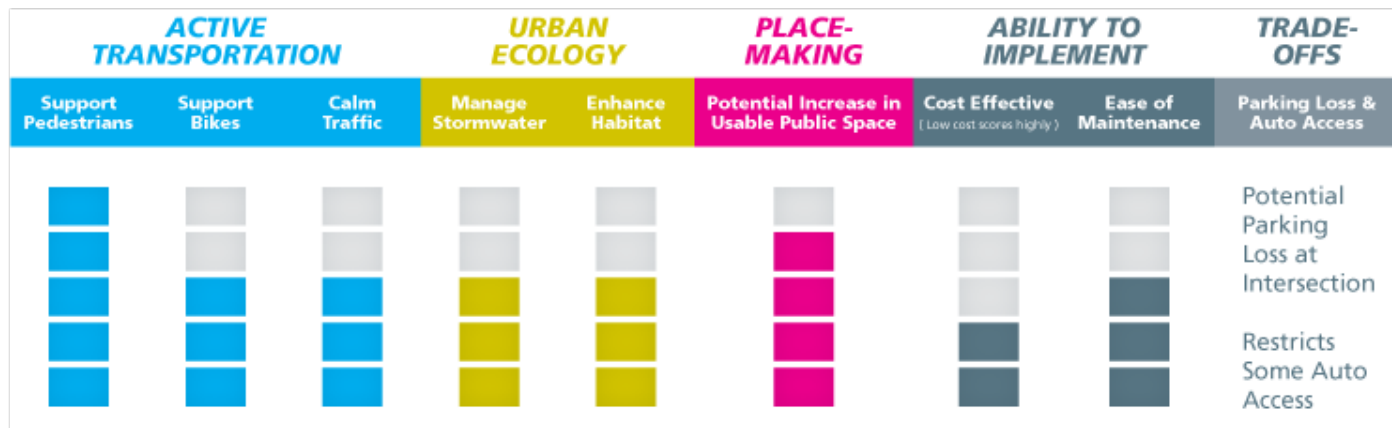 ACTIVE
TRANSPORTATION
URBAN
ECOLOGY
PLACE-
MAKING
ABILITY TO
IMPLEMENT
TRADE-
OFFS
Support
Pedestrians
Support
Bikes
Calm
Traffic
Manage
Stormwater
Enhance
Habitat
Potential Increase in
Usable Public Space
Cost Effective
( Low cost scores highly )
Ease of
Maintenance
Parking Loss &
Auto Access
Potential
Parking
Loss at
Intersection
Restricts
Some Auto
Access